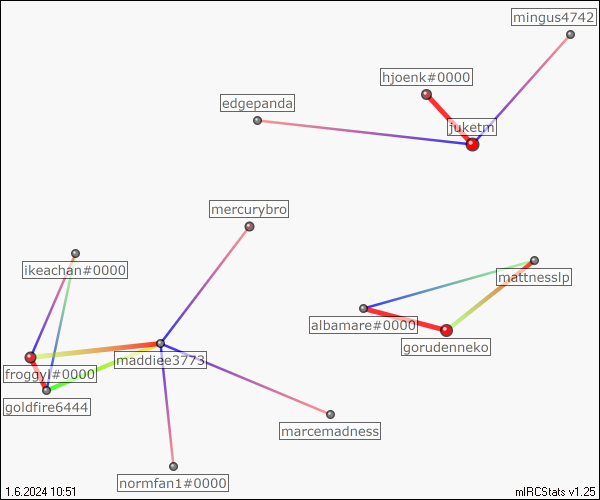 mingus4742
hjoenk#0000
edgepanda
juketm
mercurybro
ikeachan#0000
mattnesslp
albamare#0000
gorudenneko
maddiee3773
froggyl#0000
goldfire6444
marcemadness
normfan1#0000
1.6.2024 10:51
mIRCStats v1.25